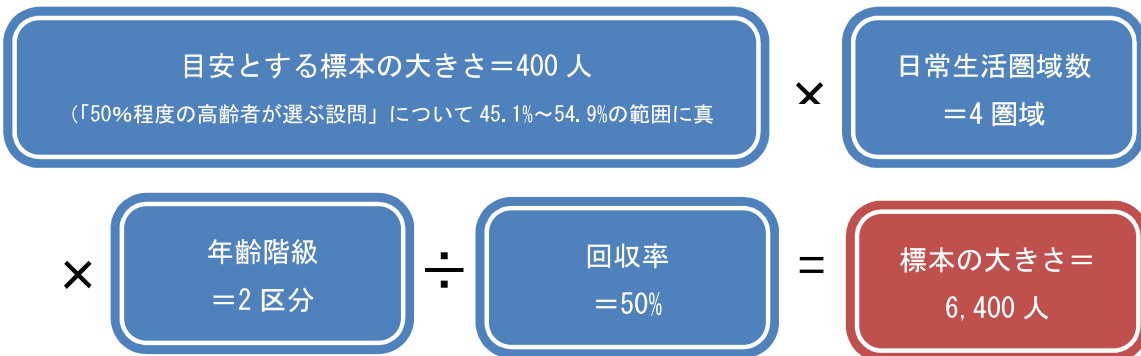 目安とする標本の大きさ＝400 人
（「50%程度の高齢者が選ぶ設問」について 45.1%～54.9%の範囲に真
×
日常生活圏域数
＝4 圏域
×
年齢階級
＝2 区分
÷
回収率
＝50%
＝
標本の大きさ＝
6,400 人